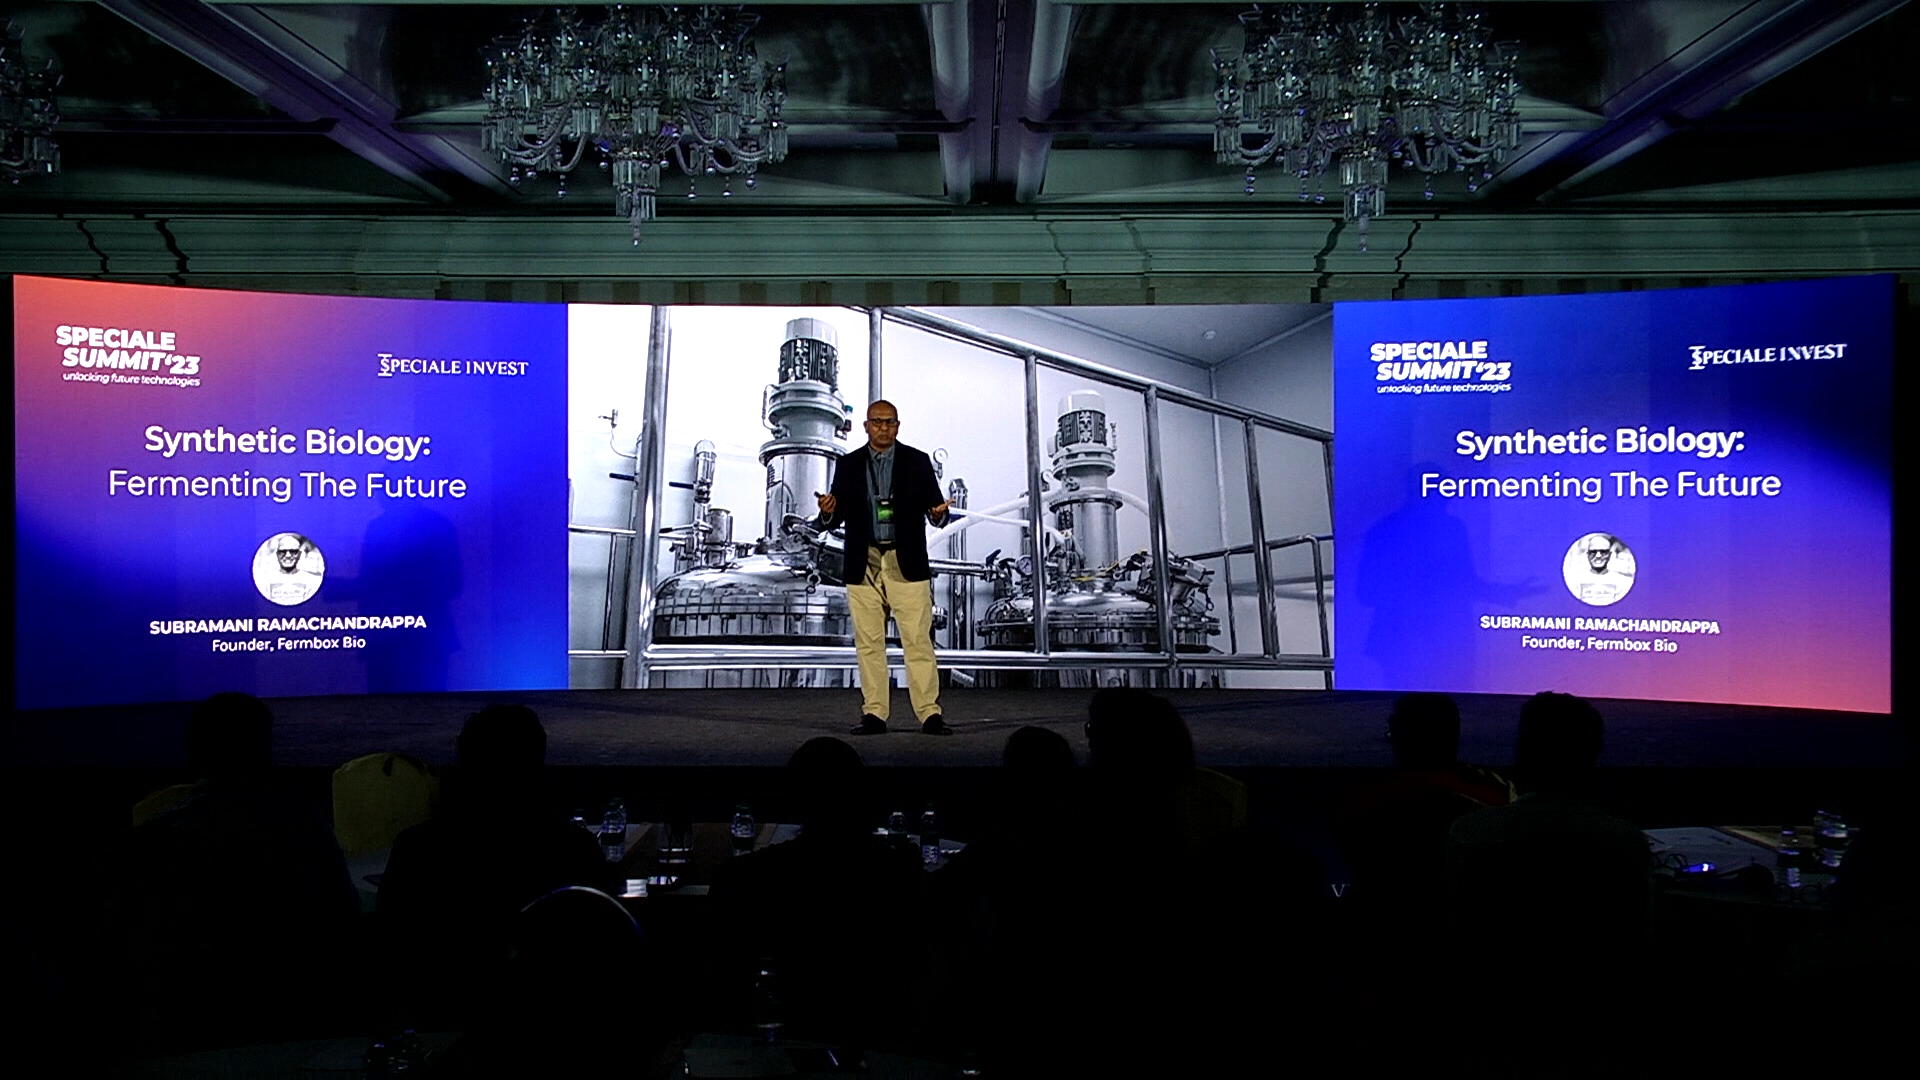 SPECIALE
SUMMIT‘23
unlocking future technologies
SPECIALE INVEST
Synthetic Biology:
Fermenting The Future
SUBRAMANI RAMACHANDRAPPA
Founder, Fermbox Bio
SPECIALE
SUMMIT‘23
unlocking future technologies
SPECIALE INVEST
Synthetic Biology:
Fermenting The Future
SUBRAMANI RAMACHANDRAPPA
Founder, Fermbox Bio